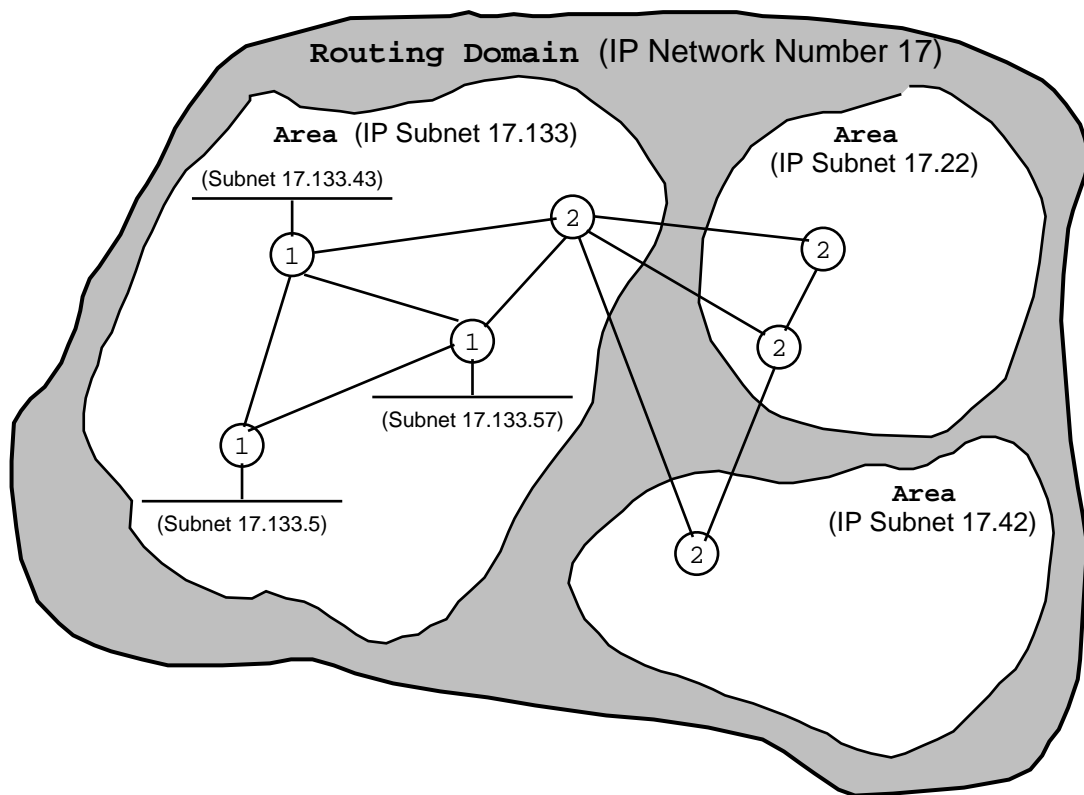 Routing Domain (IP Network Number 17)
Area (IP Subnet 17.133)
(Subnet 17.133.43)
1
2
1
(Subnet 17.133.57)
1
(Subnet 17.133.5)
Area
(IP Subnet 17.22)
2
2
Area
(IP Subnet 17.42)
2